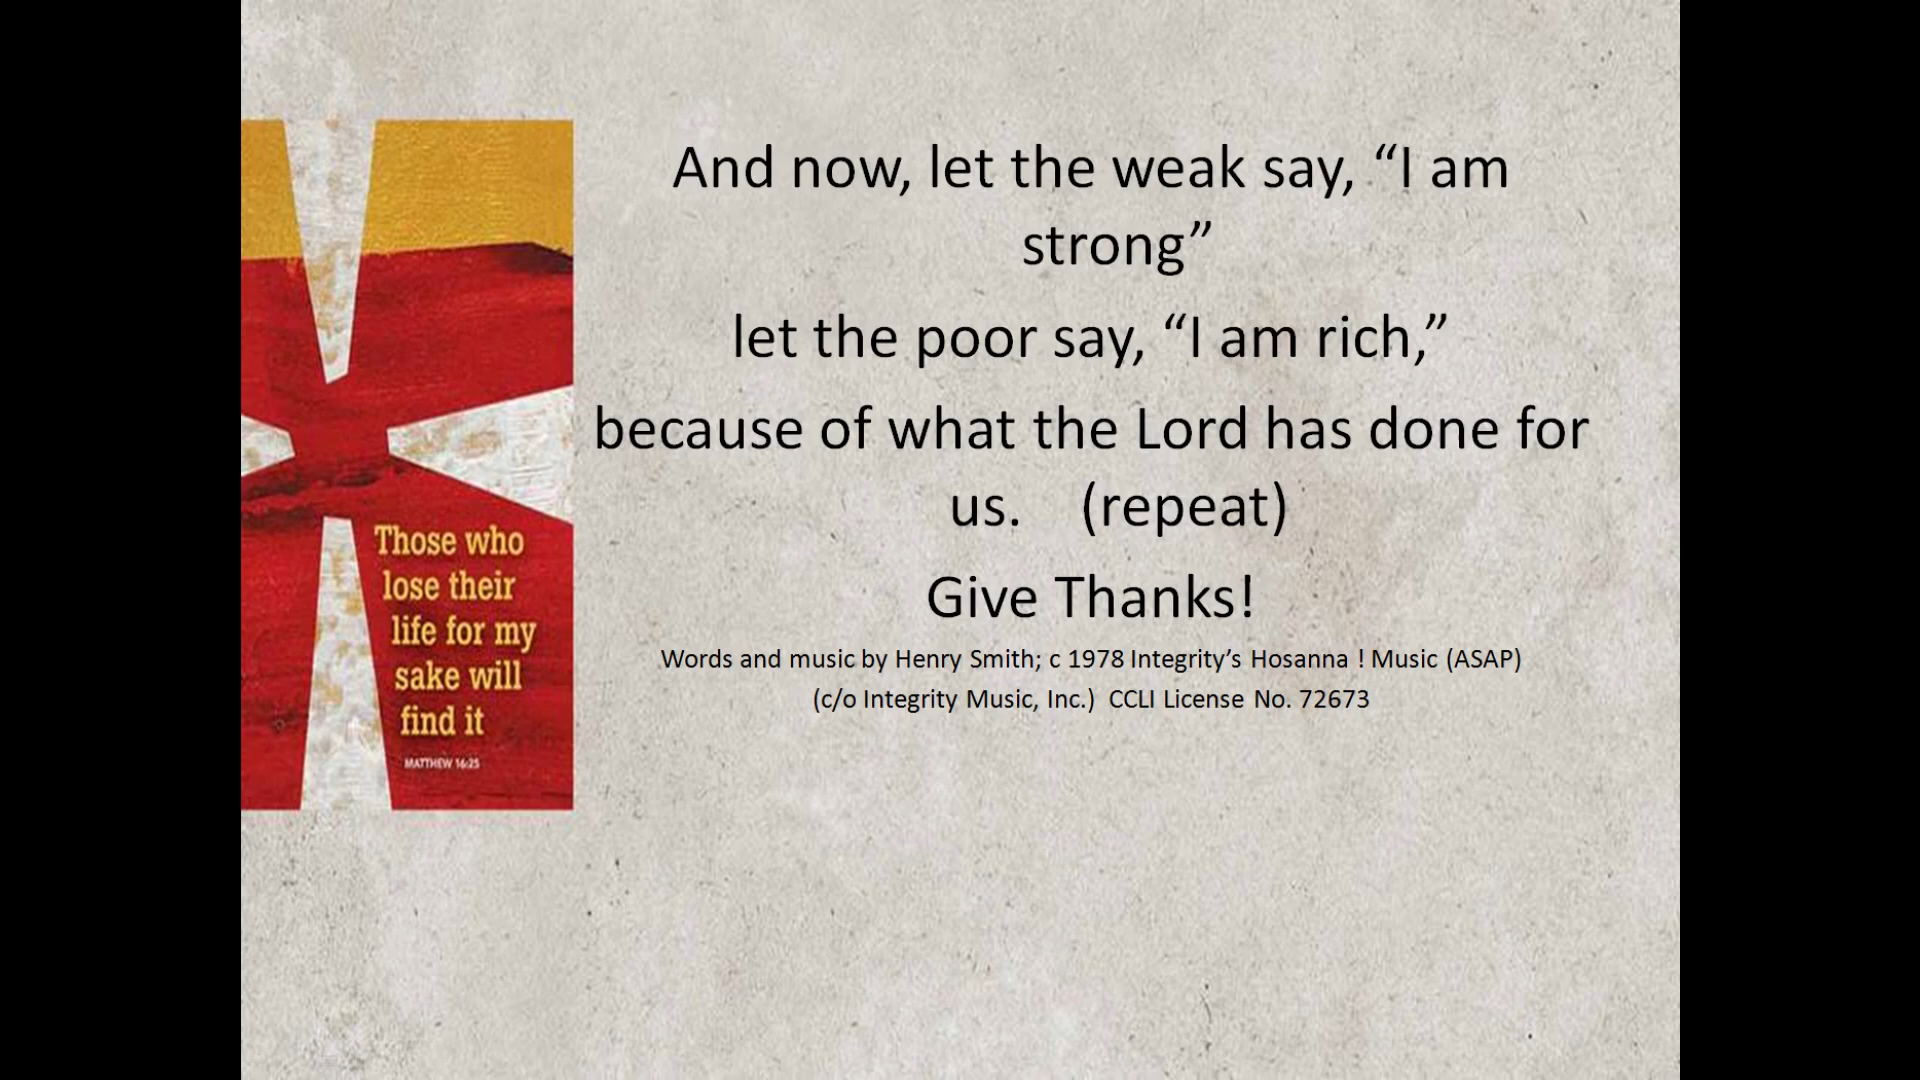 And now, let the weak say, “I am
strong”
let the poor say, “I am rich,”
because of what the Lord has done for
us. (repeat)
Give Thanks!
Words and music by Henry Smith; c 1978 Integrity’s Hosanna ! Music (ASAP)
(c/o Integrity Music, Inc.) CCLI License No. 72673
Those who
lose their
life for my
sake will
find it
MATTHEW 16:25